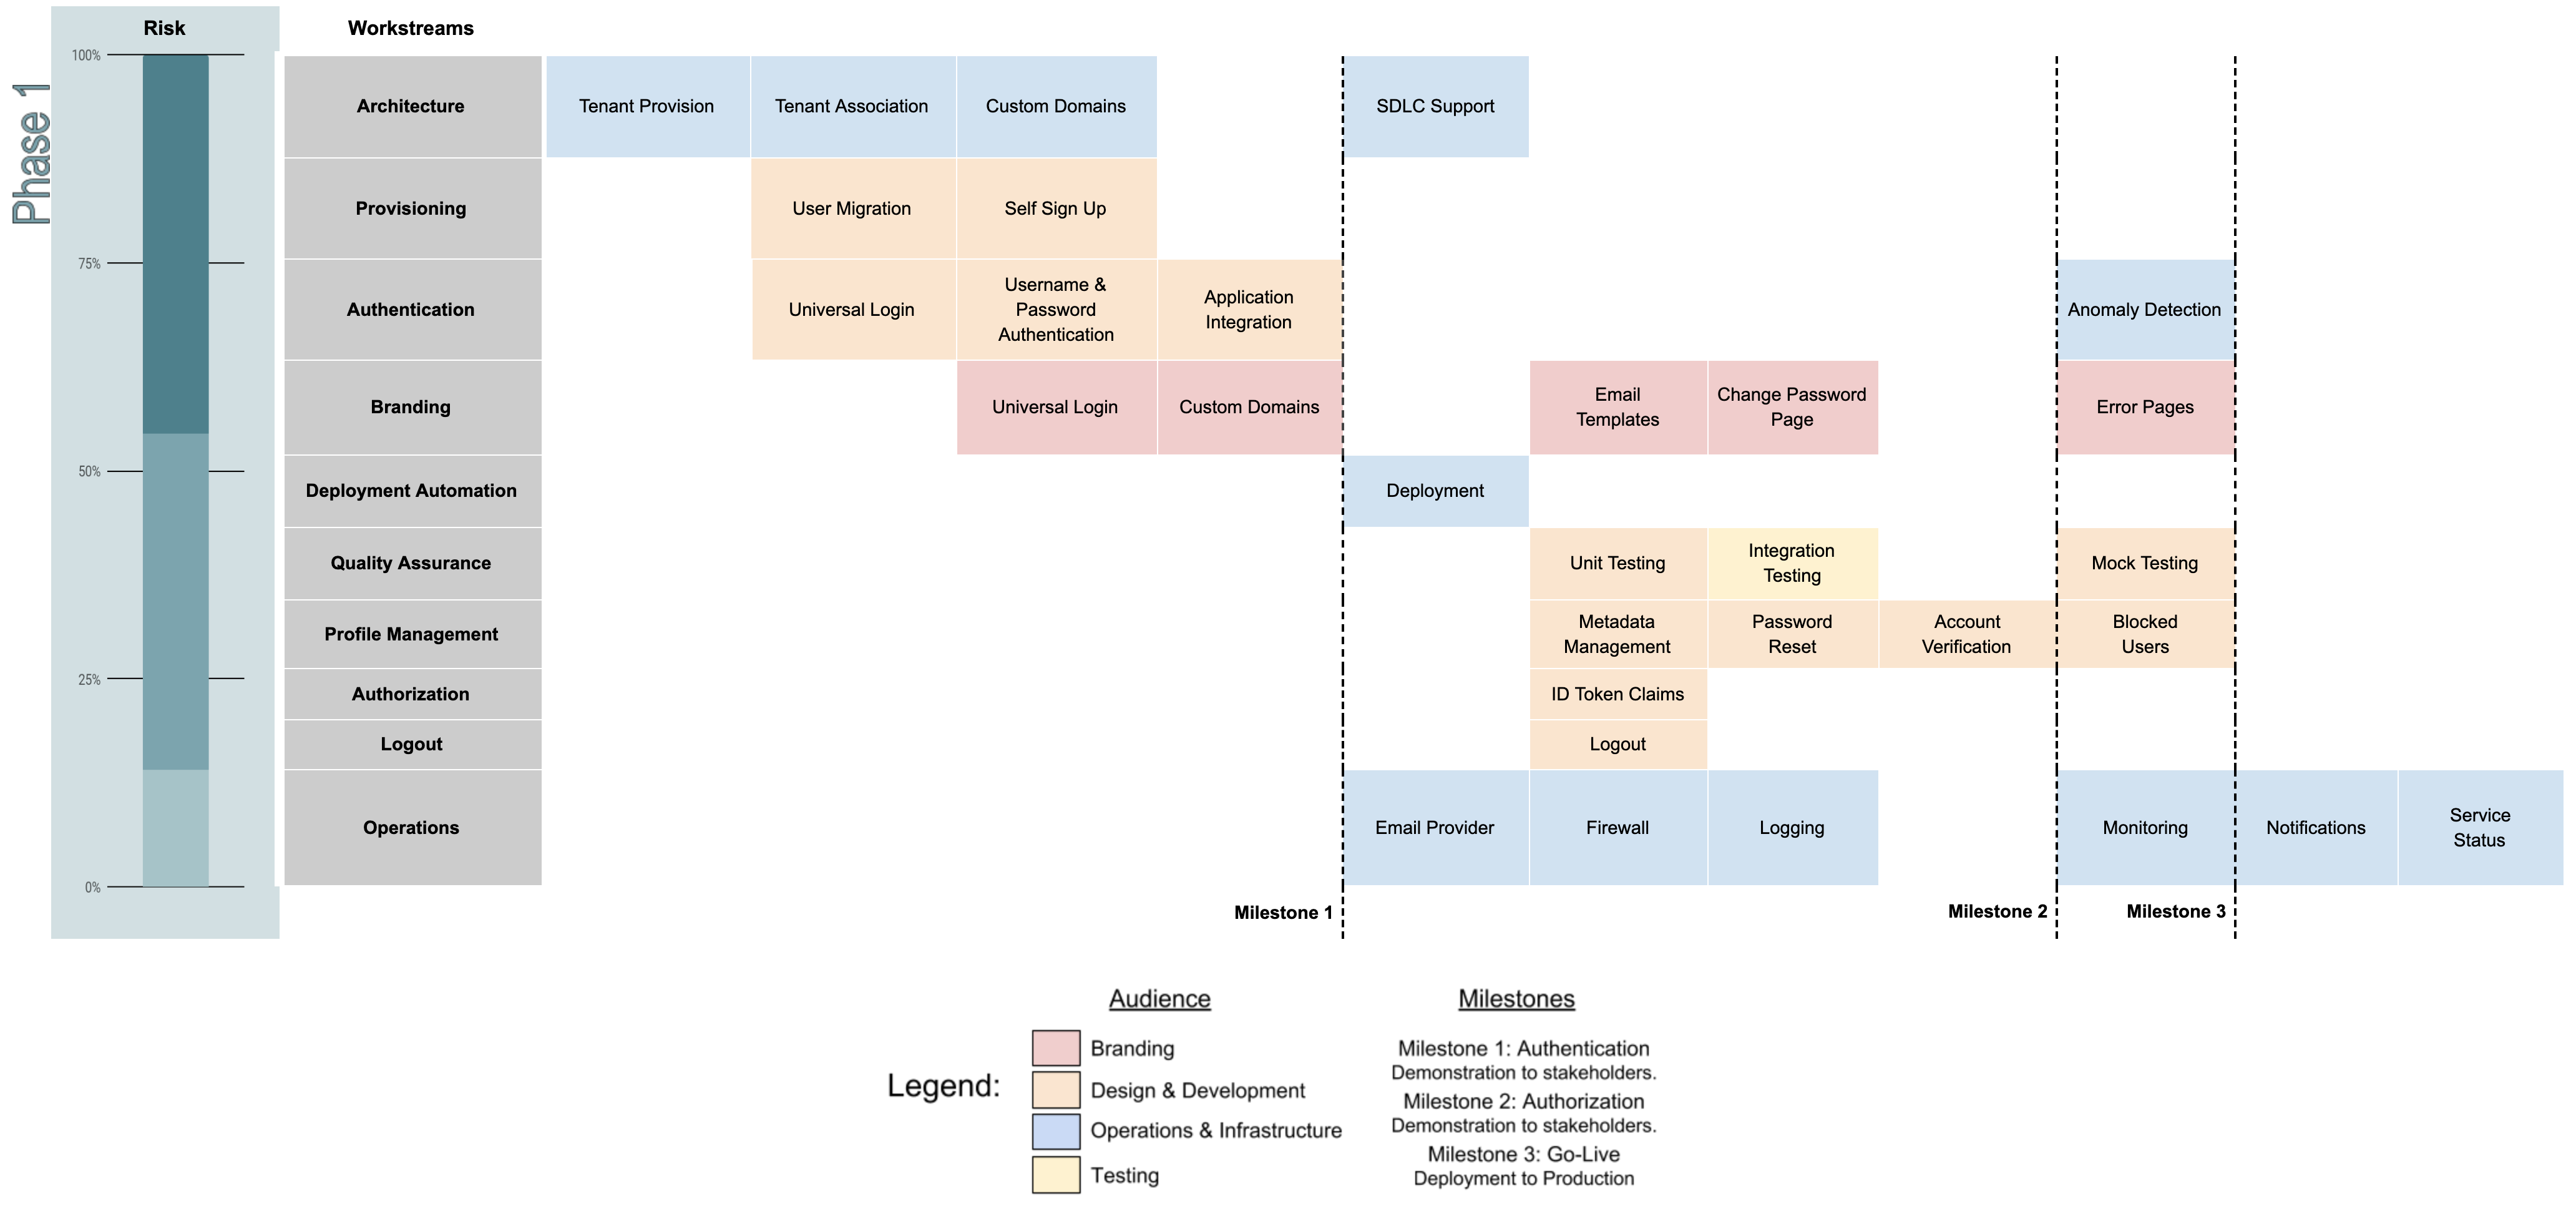 Phase 1
Risk
Workstreams
100%
75%
50%
25%
0%
Architecture
Tenant Provision
Tenant Association
Custom Domains
SDLC Support
Provisioning
User Migration
Self Sign Up
Authentication
Universal Login
Username &
Password
Authentication
Application
Integration
Anomaly Detection
Branding
Universal Login
Custom Domains
Email
Templates
Change Password
Page
Error Pages
Deployment Automation
Deployment
Quality Assurance
Unit Testing
Integration
Testing
Mock Testing
Profile Management
Metadata
Management
Password
Reset
Account
Verification
Blocked
Users
Authorization
ID Token Claims
Logout
Logout
Operations
Email Provider
Firewall
Logging
Monitoring
Notifications
Service
Status
Milestone 1
Milestone 2
Milestone 3
Legend:
Audience
Branding
Design & Development
Operations & Infrastructure
Testing
Milestones
Milestone 1: Authentication
Demonstration to stakeholders.
Milestone 2: Authorization
Demonstration to stakeholders.
Milestone 3: Go-Live
Deployment to Production